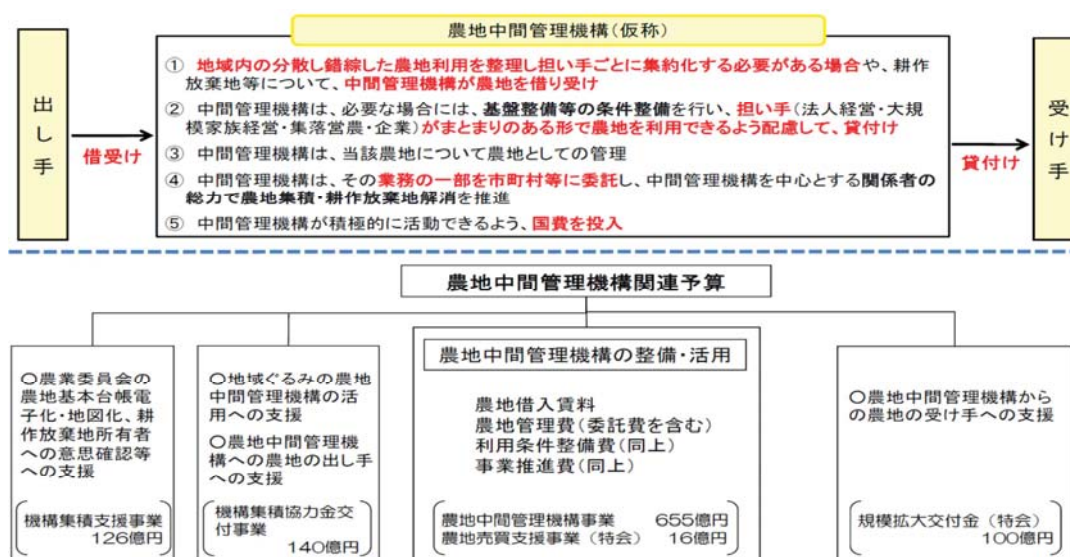 農地中間管理機構(仮称)
出し手
借受け
① 地域内の分散し錯綜した農地利用を整理し担い手ごとに集約化する必要がある場合や、耕作
放棄地等について、中間管理機構が農地を借り受け
② 中間管理機構は、必要な場合には、基盤整備等の条件整備を行い、担い手(法人経営・大規
模家族経営・集落営農・企業)がまとまりのある形で農地を利用できるよう配慮して、貸付け
③ 中間管理機構は、当該農地について農地としての管理
④ 中間管理機構は、その業務の一部を市町村等に委託し、中間管理機構を中心とする関係者の
総力で農地集積・耕作放棄地解消を推進
⑤ 中間管理機構が積極的に活動できるよう、国費を投入
貸付け
受け手
農地中間管理機構関連予算
〇農業委員会の
農地基本台帳電
子化・地図化、耕
作放棄地所有者
への意思確認等
への支援
機構集積支援事業
126億円
〇地域ぐるみの農地
中間管理機構の活
用への支援
〇農地中間管理機
構への農地の出し手
への支援
機構集積協力金交
付事業
140億円
農地中間管理機構の整備・活用
農地借入賃料
農地管理費(委託費を含む)
利用条件整備費(同上)
事業推進費(同上)
農地中間管理機構事業 655億円
農地売買支援事業(特会) 16億円
〇農地中間管理機構から
の農地の受け手への支援
規模拡大交付金(特会)
100億円